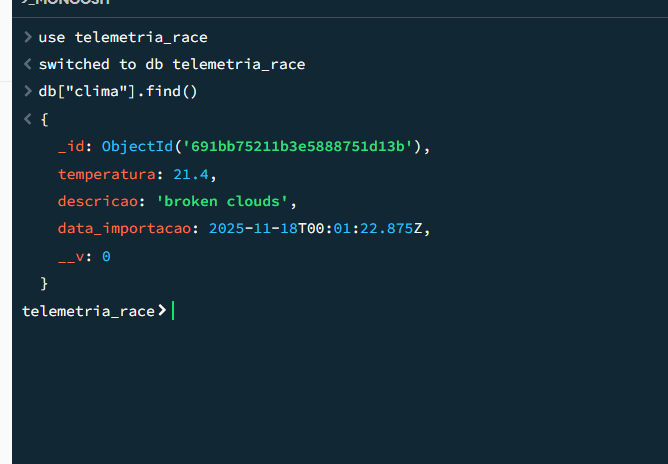 >_MONGOSH
> use telemetria_race
< switched to db telemetria_race
> db["clima"].find()
< {
_id: ObjectId('691bb75211b3e5888751d13b'),
temperatura: 21.4,
descricao: 'broken clouds',
data_importacao: 2025-11-18T00:01:22.875Z,
__v: 0
}
telemetria_race>